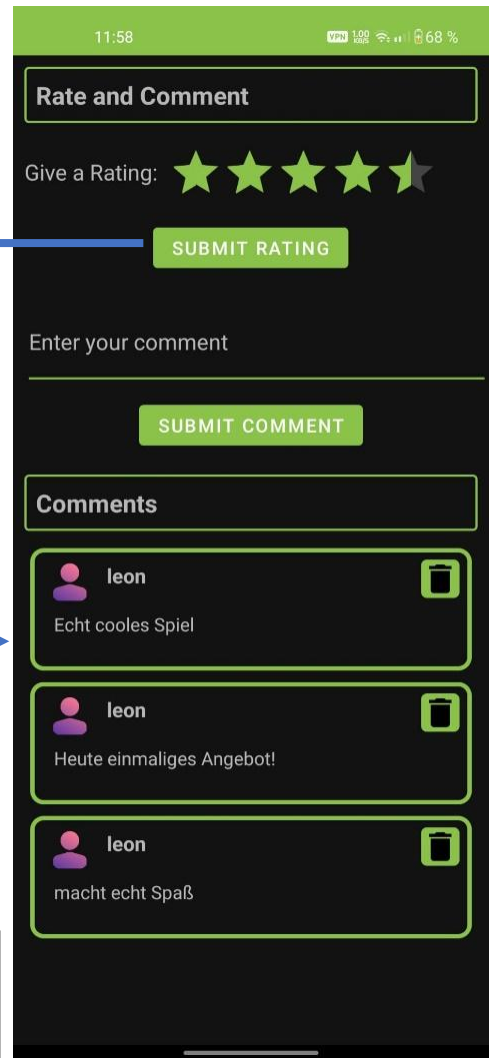 11:58 VPN 1.00 KB/S 68 %
Rate and Comment
Give a Rating:
SUBMIT RATING
Enter your comment
SUBMIT COMMENT
Comments
leon
Echt cooles Spiel
leon
Heute einmaliges Angebot!
leon
macht echt Spaß